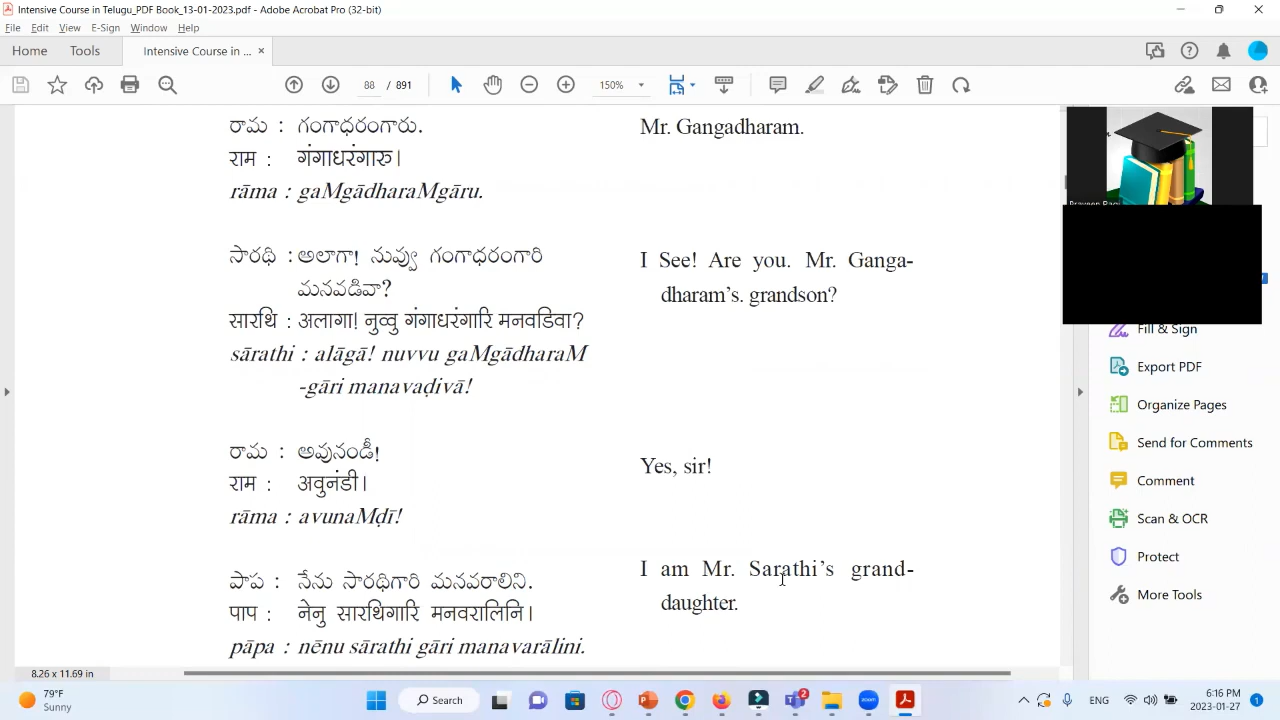 Intensive Course in Telugu_PDF Book_13-01-2023.pdf - Adobe Acrobat Pro (32-bit)
File Edit View E-Sign Window Help
Home Tools Intensive Course in ... ×
88 / 891 150%
రామ : గంగాధరంగారు.
Mr. Gangadharam.
राम : गंगाधरंगारु।
rāma : gaMgādharaMgāru.
సారథి : అలాగా! నువ్వు గంగాధరంగారి
మనవడివా?
I See! Are you. Mr. Ganga-
dharam's. grandson?
सारथि : अलागा! नुव्वु गंगाधरंगारि मनवडिवा?
sārathi : alāgā! nuvvu gaMgādharaM
-gāri manavaḍivā!
రామ : అవునండీ!
Yes, sir!
राम : अवुनंडी।
rāma : avunaMḍī!
పాప : నేను సారథిగారి మనవరాలిని.
I am Mr. Sarathi's grand-
daughter.
पाप : नेनु सारथिगारि मनवरालिनि।
pāpa : nēnu sārathi gāri manavarālini.
Fill & Sign
Export PDF
Organize Pages
Send for Comments
Comment
Scan & OCR
Protect
More Tools
8.26 x 11.69 in
79°F
Sunny
Search
2
ENG
6:16 PM
2023-01-27
1